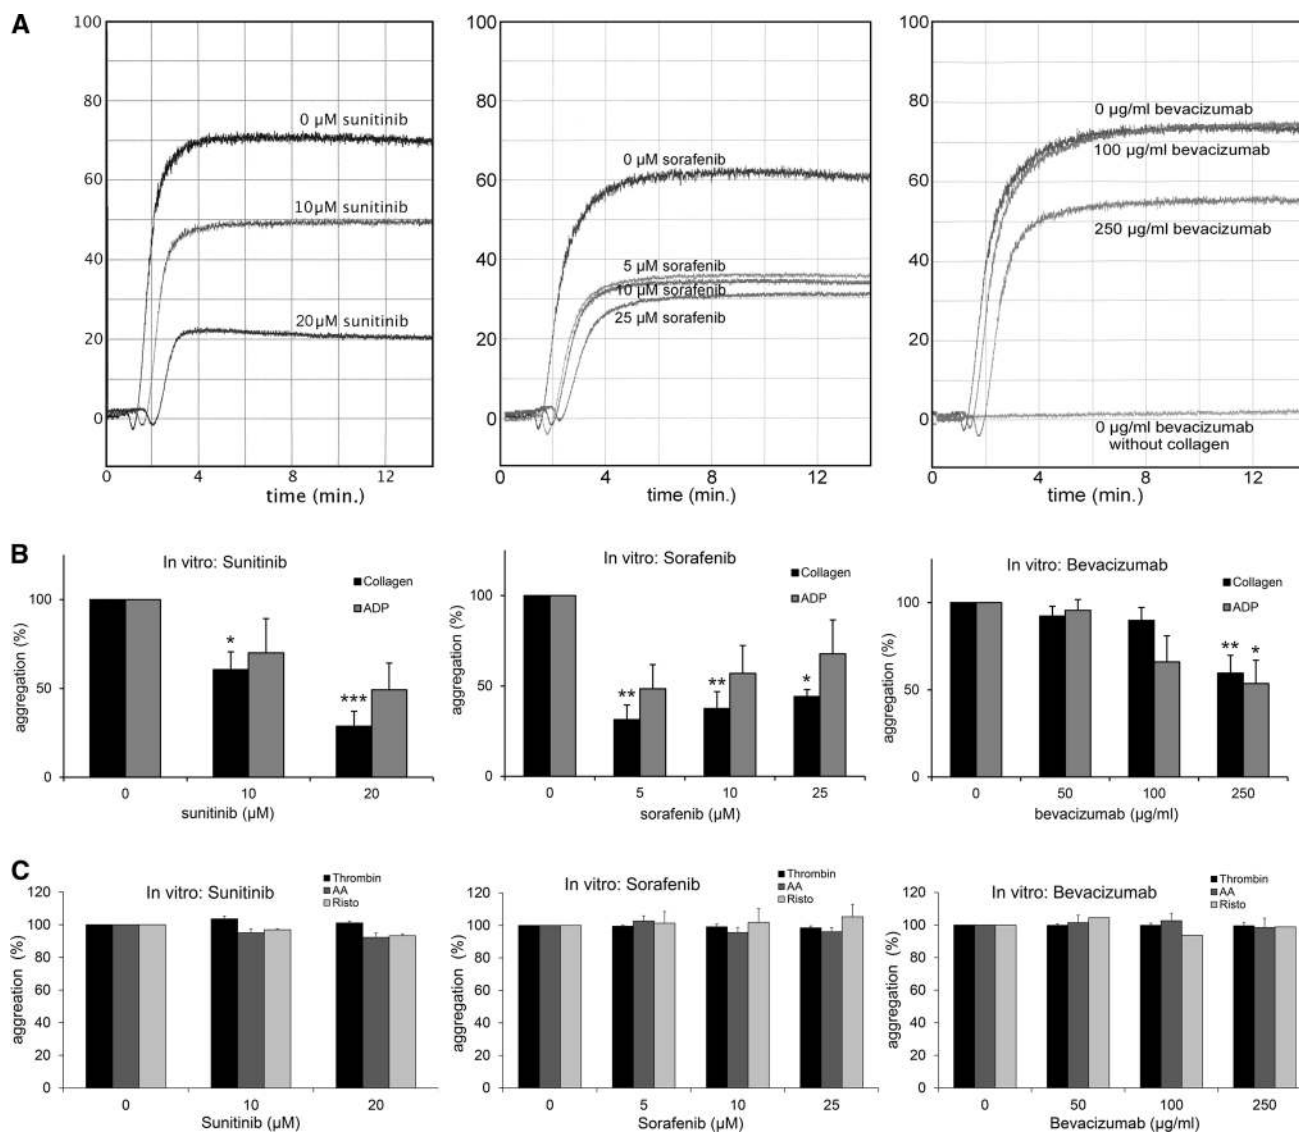 A
100
80
60
40
20
0
0 µM sunitinib
10µM sunitinib
20µM sunitinib
0 4 8 12
time (min.)
100
80
60
40
20
0
0 µM sorafenib
5 µM sorafenib
10 µM sorafenib
25 µM sorafenib
0 4 8 12
time (min.)
100
80
60
40
20
0
0 µg/ml bevacizumab
100 µg/ml bevacizumab
250 µg/ml bevacizumab
0 µg/ml bevacizumab
without collagen
0 4 8 12
time (min.)
B
In vitro: Sunitinib
Collagen
ADP
aggregation (%)
100
50
0
*
***
0 10 20
sunitinib (µM)
In vitro: Sorafenib
Collagen
ADP
aggregation (%)
100
50
0
**
**
*
0 5 10 25
sorafenib (µM)
In vitro: Bevacizumab
Collagen
ADP
aggregation (%)
100
50
0
** *
0 50 100 250
bevacizumab (µg/ml)
C
In vitro: Sunitinib
Thrombin
AA
Risto
aggreation (%)
120
100
80
60
40
20
0
0 10 20
Sunitinib (µM)
In vitro: Sorafenib
Thrombin
AA
Risto
aggregation (%)
120
100
80
60
40
20
0
0 5 10 25
Sorafenib (µM)
In vitro: Bevacizumab
Thrombin
AA
Risto
aggregation (%)
120
100
80
60
40
20
0
0 50 100 250
Bevacizumab (µg/ml)